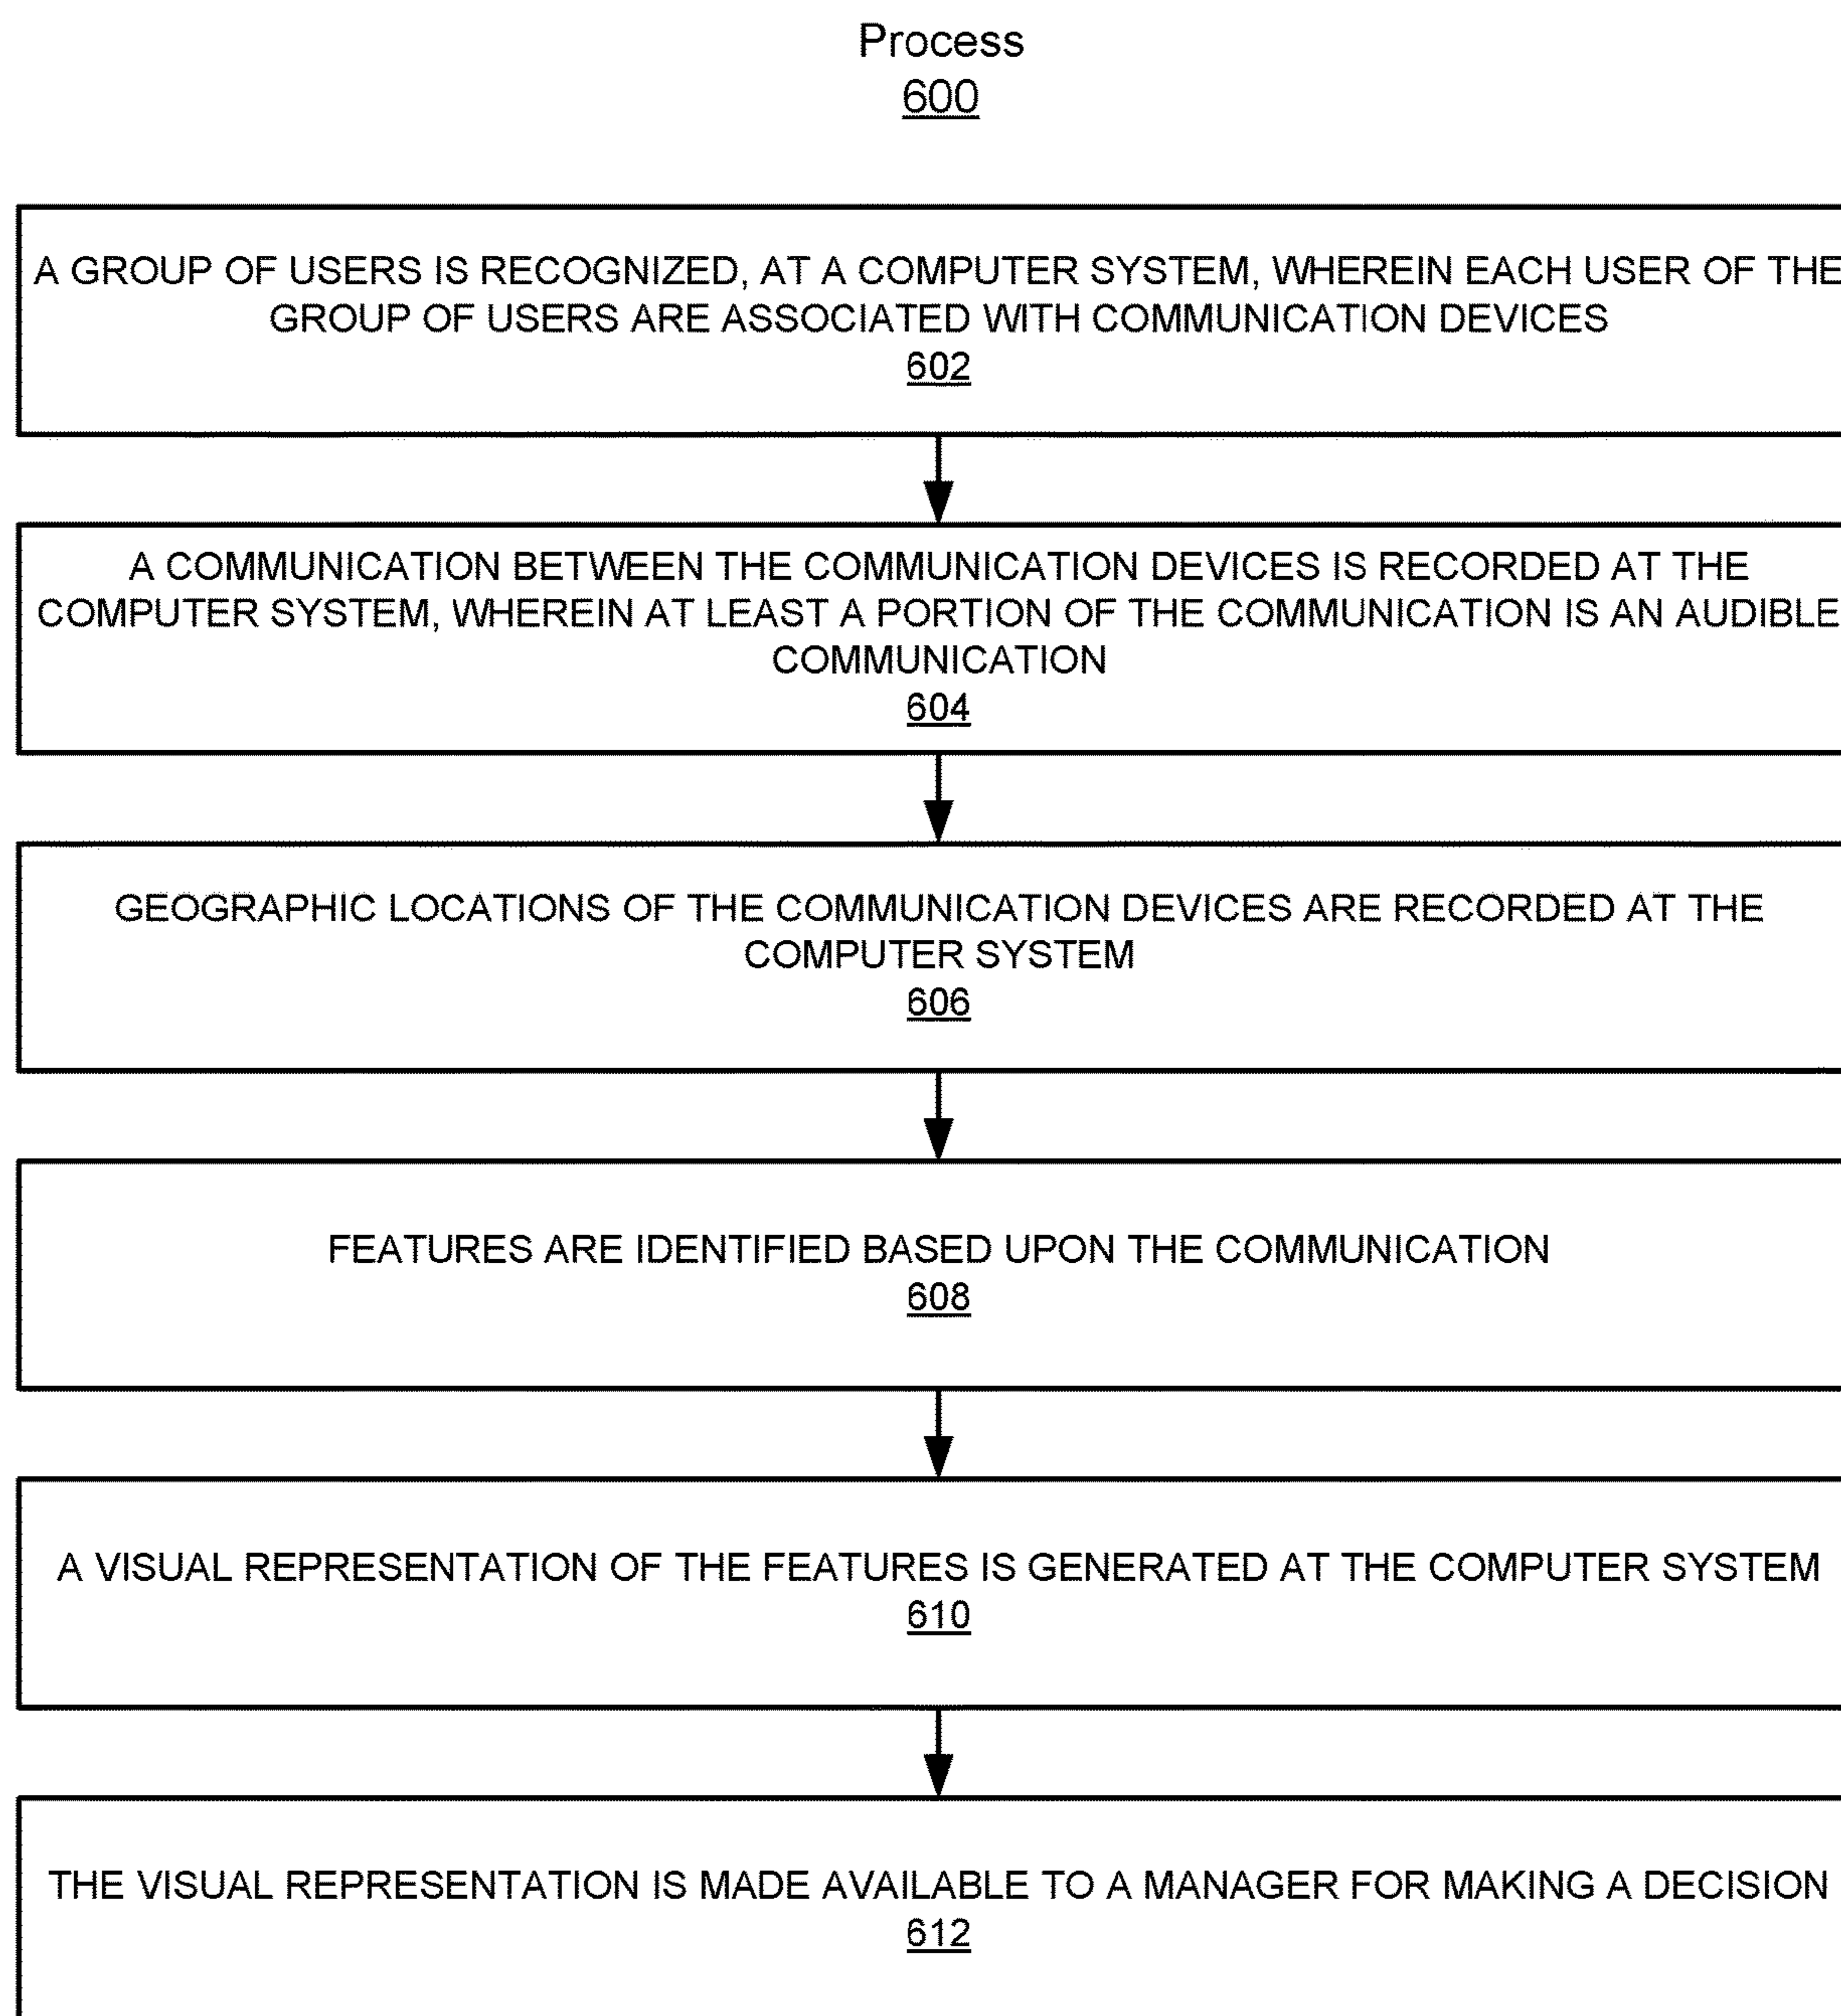 Process
600
A GROUP OF USERS IS RECOGNIZED, AT A COMPUTER SYSTEM, WHEREIN EACH USER OF THE
GROUP OF USERS ARE ASSOCIATED WITH COMMUNICATION DEVICES
602
A COMMUNICATION BETWEEN THE COMMUNICATION DEVICES IS RECORDED AT THE
COMPUTER SYSTEM, WHEREIN AT LEAST A PORTION OF THE COMMUNICATION IS AN AUDIBLE
COMMUNICATION
604
GEOGRAPHIC LOCATIONS OF THE COMMUNICATION DEVICES ARE RECORDED AT THE
COMPUTER SYSTEM
606
FEATURES ARE IDENTIFIED BASED UPON THE COMMUNICATION
608
A VISUAL REPRESENTATION OF THE FEATURES IS GENERATED AT THE COMPUTER SYSTEM
610
THE VISUAL REPRESENTATION IS MADE AVAILABLE TO A MANAGER FOR MAKING A DECISION
612